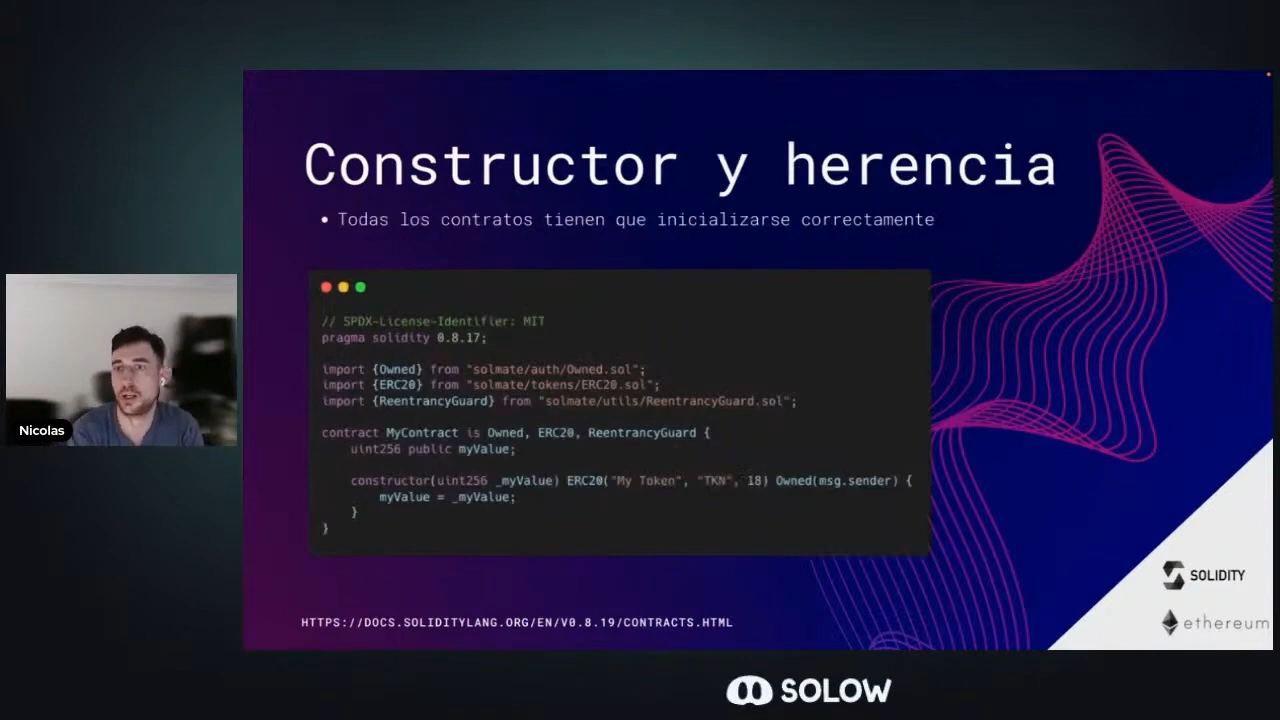 Constructor y herencia
• Todas los contratos tienen que inicializarse correctamente
// SPDX-License-Identifier: MIT
pragma solidity 0.8.17;
import {Owned} from "solmate/auth/Owned.sol";
import {ERC20} from "solmate/tokens/ERC20.sol";
import {ReentrancyGuard} from "solmate/utils/ReentrancyGuard.sol";
contract MyContract is Owned, ERC20, ReentrancyGuard {
uint256 public myValue;
constructor(uint256 _myValue) ERC20("My Token", "TKN", 18) Owned(msg.sender) {
myValue = _myValue;
}
}
Nicolas
HTTPS://DOCS.SOLIDITYLANG.ORG/EN/V0.8.19/CONTRACTS.HTML
SOLIDITY
ethereum
SOLOW